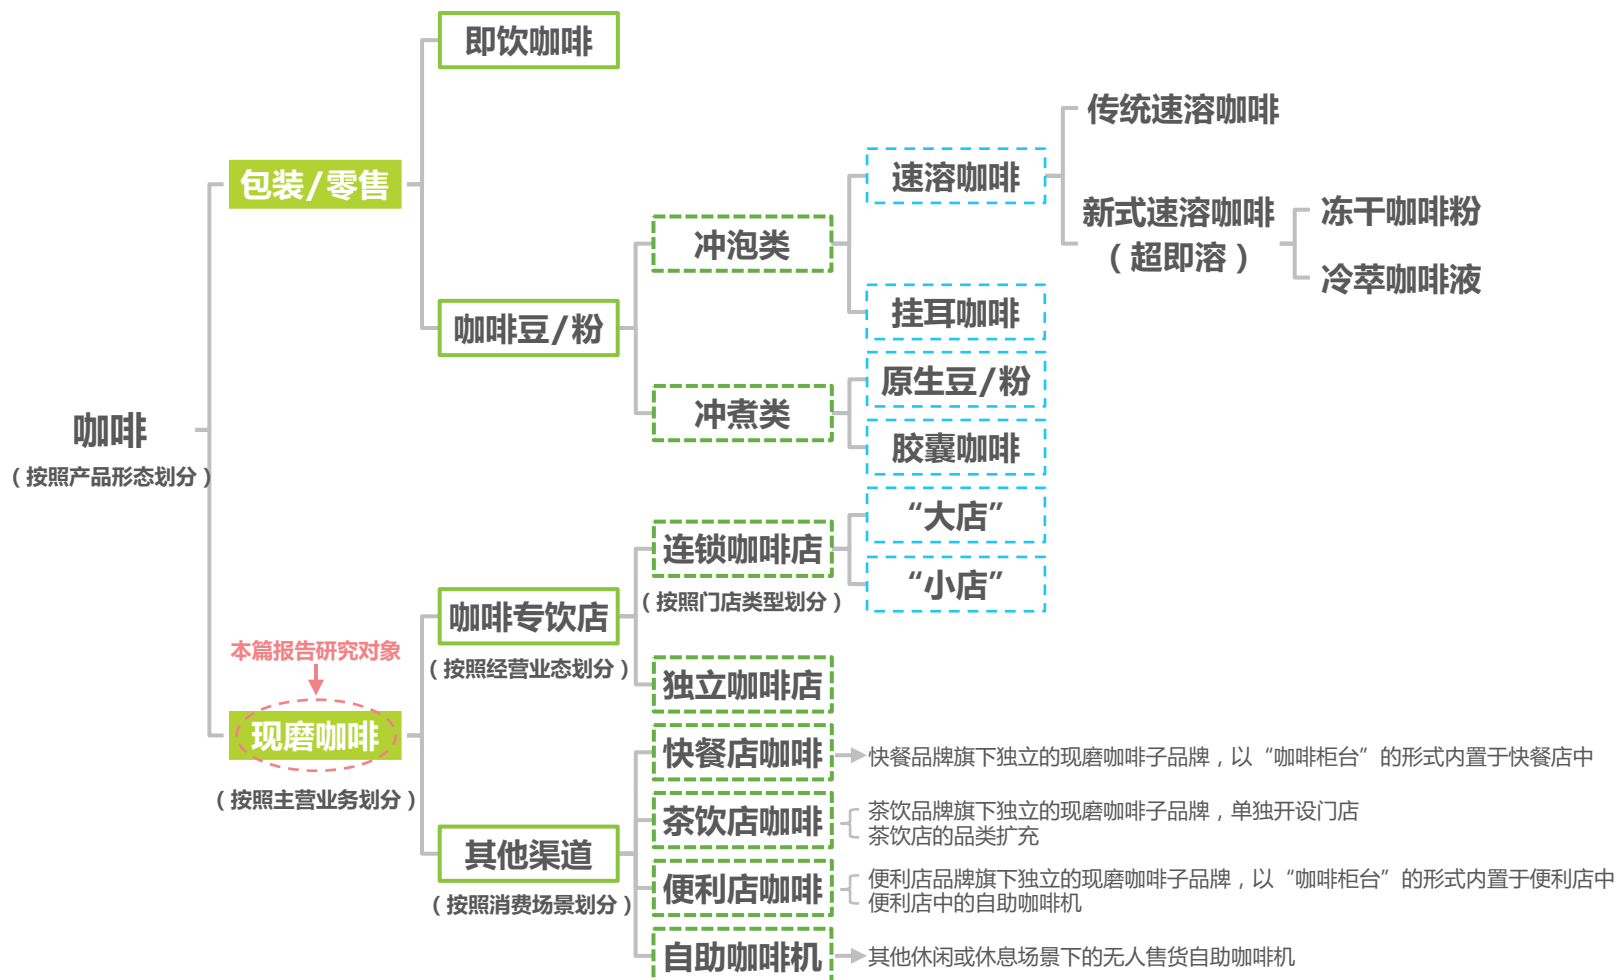 即饮咖啡
传统速溶咖啡
包装/零售
速溶咖啡
新式速溶咖啡
（超即溶）
冻干咖啡粉
冲泡类
冷萃咖啡液
挂耳咖啡
咖啡豆/粉
原生豆/粉
冲煮类
胶囊咖啡
咖啡
（按照产品形态划分）
“大店”
连锁咖啡店
“小店”
（按照门店类型划分）
咖啡专饮店
（按照经营业态划分）
本篇报告研究对象
独立咖啡店
现磨咖啡
（按照主营业务划分）
快餐店咖啡
快餐品牌旗下独立的现磨咖啡子品牌，以“咖啡柜台”的形式内置于快餐店中
茶饮店咖啡
茶饮品牌旗下独立的现磨咖啡子品牌，单独开设门店
茶饮店的品类扩充
其他渠道
（按照消费场景划分）
便利店咖啡
便利店品牌旗下独立的现磨咖啡子品牌，以“咖啡柜台”的形式内置于便利店中
便利店中的自助咖啡机
自助咖啡机
其他休闲或休息场景下的无人售货自助咖啡机